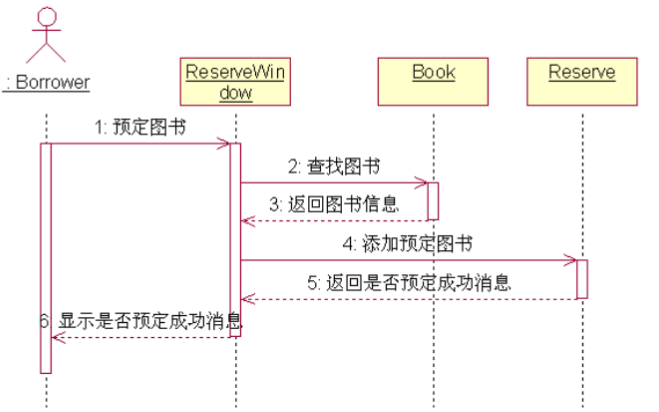 : Borrower
ReserveWin
dow
Book
Reserve
1: 预定图书
2: 查找图书
3: 返回图书信息
4: 添加预定图书
5: 返回是否预定成功消息
6: 显示是否预定成功消息